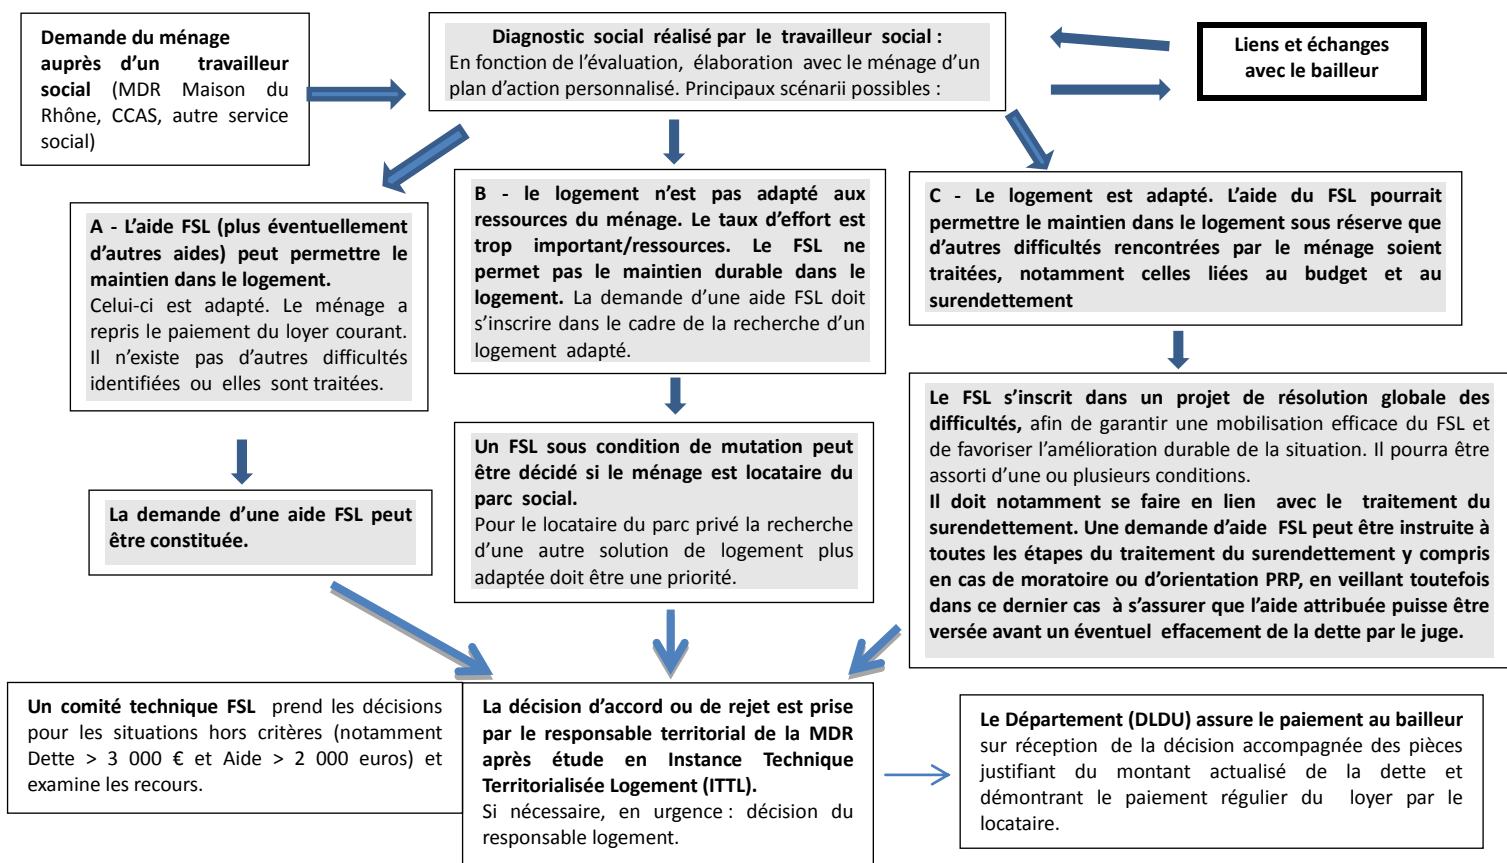 Demande du ménage
auprès d’un travailleur
social (MDR Maison du
Rhône, CCAS, autre service
social)
Diagnostic social réalisé par le travailleur social :
En fonction de l’évaluation, élaboration avec le ménage d’un
plan d’action personnalisé. Principaux scénarii possibles :
Liens et échanges
avec le bailleur
A - L’aide FSL (plus éventuellement
d’autres aides) peut permettre le
maintien dans le logement.
Celui-ci est adapté. Le ménage a
repris le paiement du loyer courant.
Il n’existe pas d’autres difficultés
identifiées ou elles sont traitées.
B - le logement n’est pas adapté aux
ressources du ménage. Le taux d’effort est
trop important/ressources. Le FSL ne
permet pas le maintien durable dans le
logement. La demande d’une aide FSL doit
s’inscrire dans le cadre de la recherche d’un
logement adapté.
C - Le logement est adapté. L’aide du FSL pourrait
permettre le maintien dans le logement sous réserve que
d’autres difficultés rencontrées par le ménage soient
traitées, notamment celles liées au budget et au
surendettement
La demande d’une aide FSL peut
être constituée.
Un FSL sous condition de mutation peut
être décidé si le ménage est locataire du
parc social.
Pour le locataire du parc privé la recherche
d’une autre solution de logement plus
adaptée doit être une priorité.
Le FSL s’inscrit dans un projet de résolution globale des
difficultés, afin de garantir une mobilisation efficace du FSL et
de favoriser l’amélioration durable de la situation. Il pourra être
assorti d’une ou plusieurs conditions.
Il doit notamment se faire en lien avec le traitement du
surendettement. Une demande d’aide FSL peut être instruite à
toutes les étapes du traitement du surendettement y compris
en cas de moratoire ou d’orientation PRP, en veillant toutefois
dans ce dernier cas à s’assurer que l’aide attribuée puisse être
versée avant un éventuel effacement de la dette par le juge.
Un comité technique FSL prend les décisions
pour les situations hors critères (notamment
Dette > 3 000 € et Aide > 2 000 euros) et
examine les recours.
La décision d’accord ou de rejet est prise
par le responsable territorial de la MDR
après étude en Instance Technique
Territorialisée Logement (ITTL).
Si nécessaire, en urgence : décision du
responsable logement.
Le Département (DLDU) assure le paiement au bailleur
sur réception de la décision accompagnée des pièces
justifiant du montant actualisé de la dette et
démontrant le paiement régulier du loyer par le
locataire.